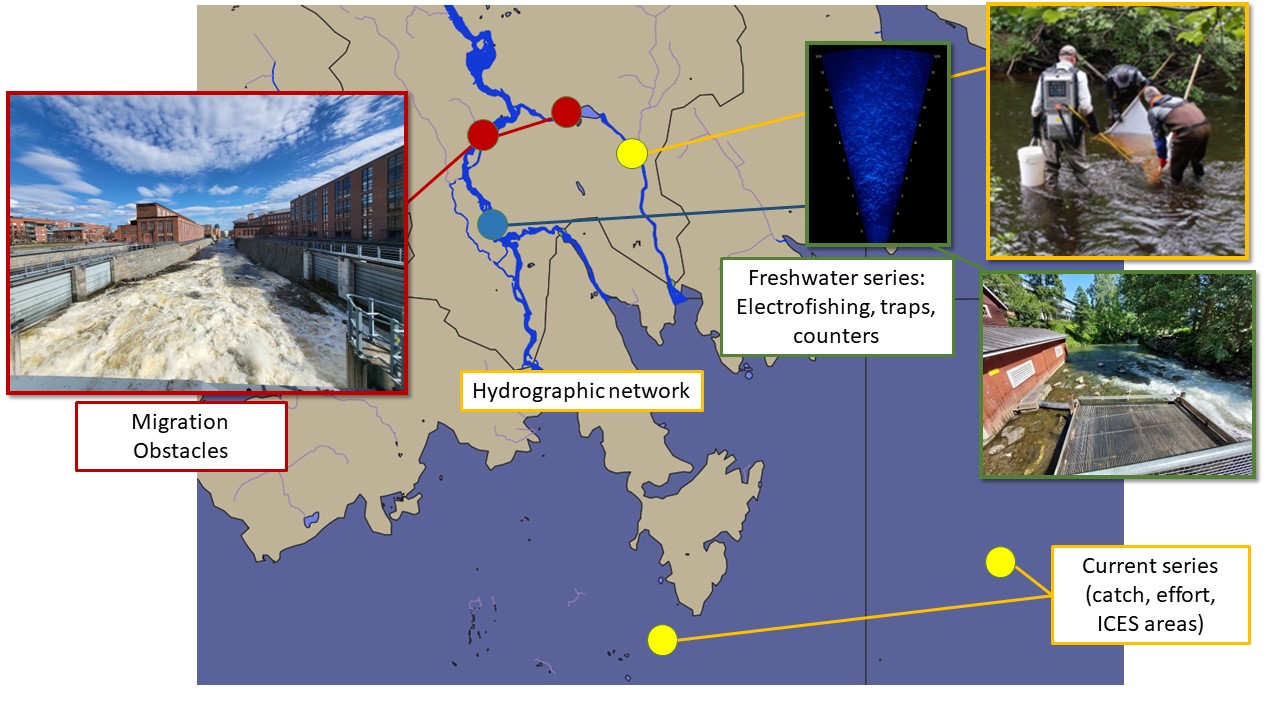 Freshwater series:
Electrofishing, traps,
counters
Hydrographic network
Migration
Obstacles
Current series
(catch, effort,
ICES areas)